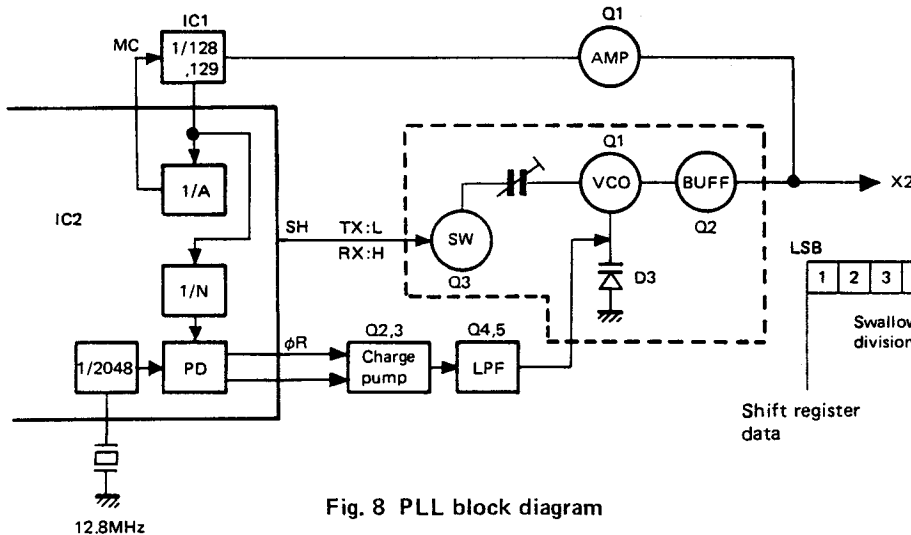 IC1
Q1
MC
1/128
,129
AMP
Q1
1/A
VCO
BUFF
X2
IC2
SH
TX:L
RX:H
SW
Q2
LSB
Q3
D3
1 2 3
1/N
Swallow
division
Q2,3
Q4,5
φR
1/2048
PD
Charge
pump
LPF
Shift register
data
Fig. 8 PLL block diagram
12.8MHz